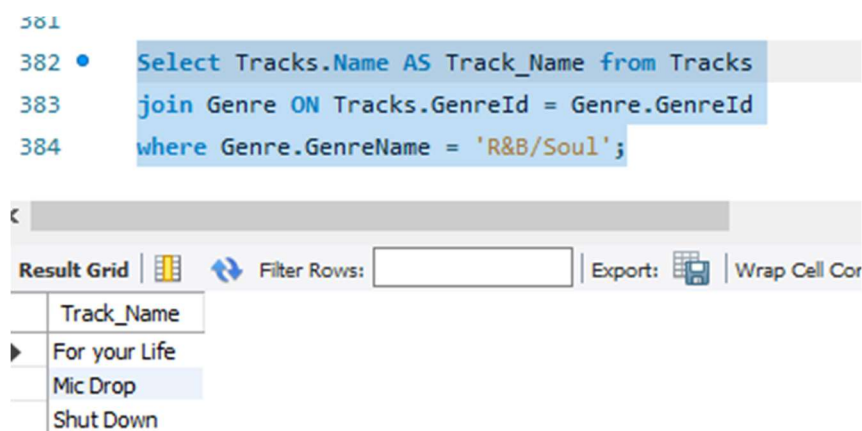 381
382 Select Tracks.Name AS Track_Name from Tracks
383 join Genre ON Tracks.GenreId = Genre.GenreId
384 where Genre.GenreName = 'R&B/Soul';
Result Grid Filter Rows: Export: Wrap Cell Con
Track_Name
For your Life
Mic Drop
Shut Down